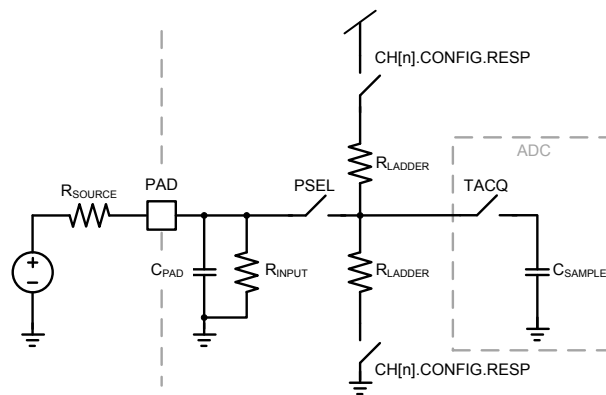 CH[n].CONFIG.RESP
ADC
RLADDER
RSOURCE
PAD
PSEL
TACQ
+
−
CPAD
RINPUT
RLADDER
CSAMPLE
CH[n].CONFIG.RESP